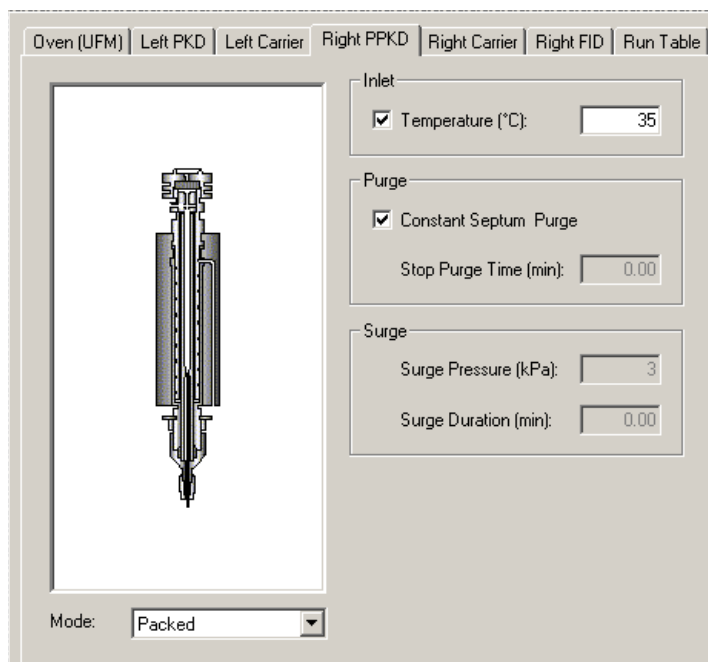 Oven (UFM) Left PKD Left Carrier Right PPKD Right Carrier Right FID Run Table
Inlet
Temperature (°C): 35
Purge
Constant Septum Purge
Stop Purge Time (min): 0.00
Surge
Surge Pressure (kPa): 3
Surge Duration (min): 0.00
Mode: Packed